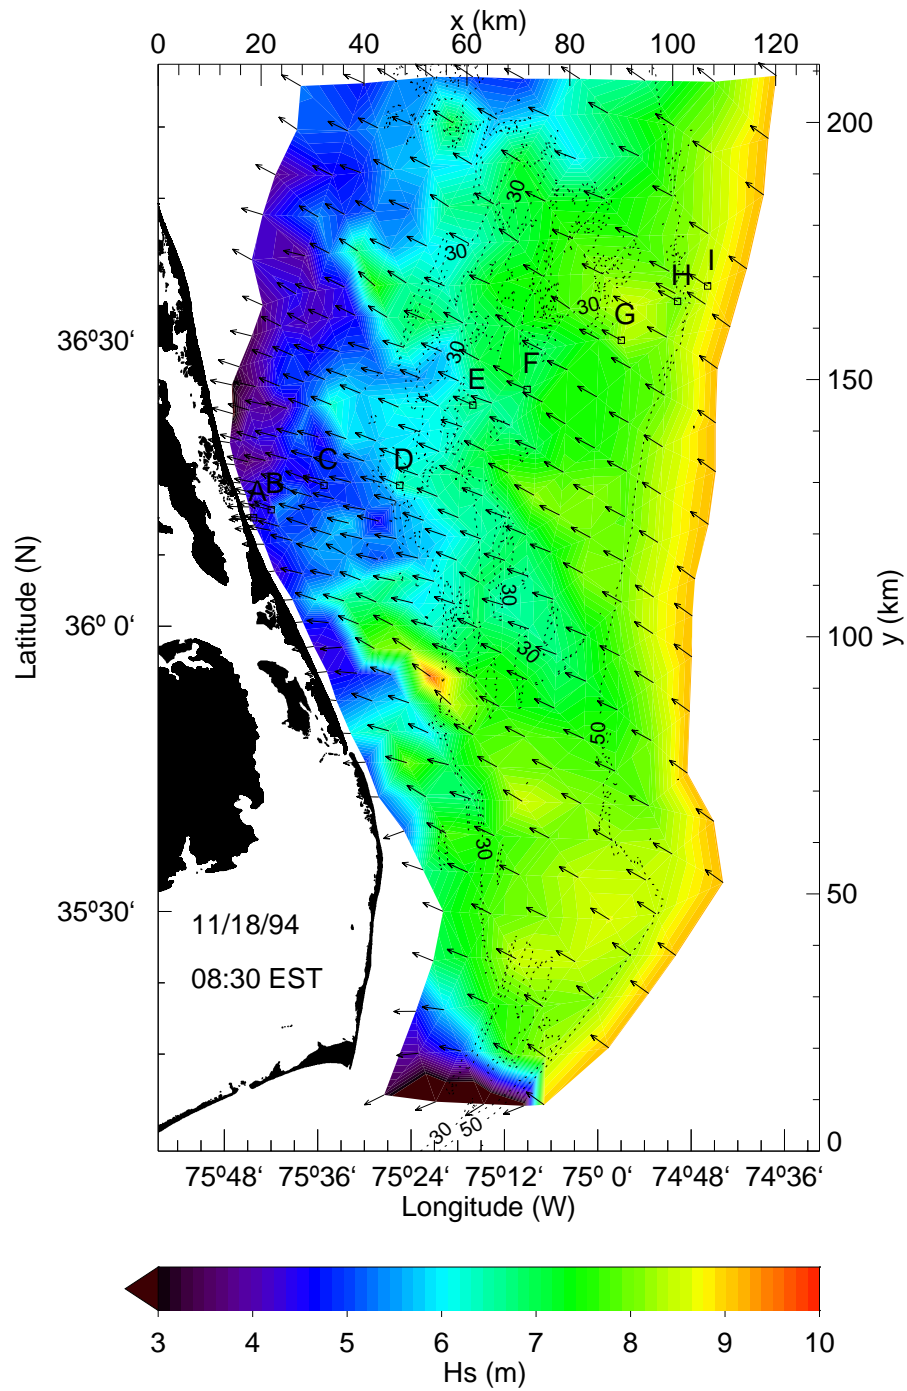 x (km)
0 20 40 60 80 100 120
200
30
30
I
H
30
G
36º30‘
30
F
150
E
D
C
B
A
Latitude (N)
30
36º 0‘
100
30
y (km)
50
30
50
35º30‘
11/18/94
08:30 EST
30
50
0
75º48‘ 75º36‘ 75º24‘ 75º12‘ 75º 0‘ 74º48‘ 74º36‘
Longitude (W)
3 4 5 6 7 8 9 10
Hs (m)